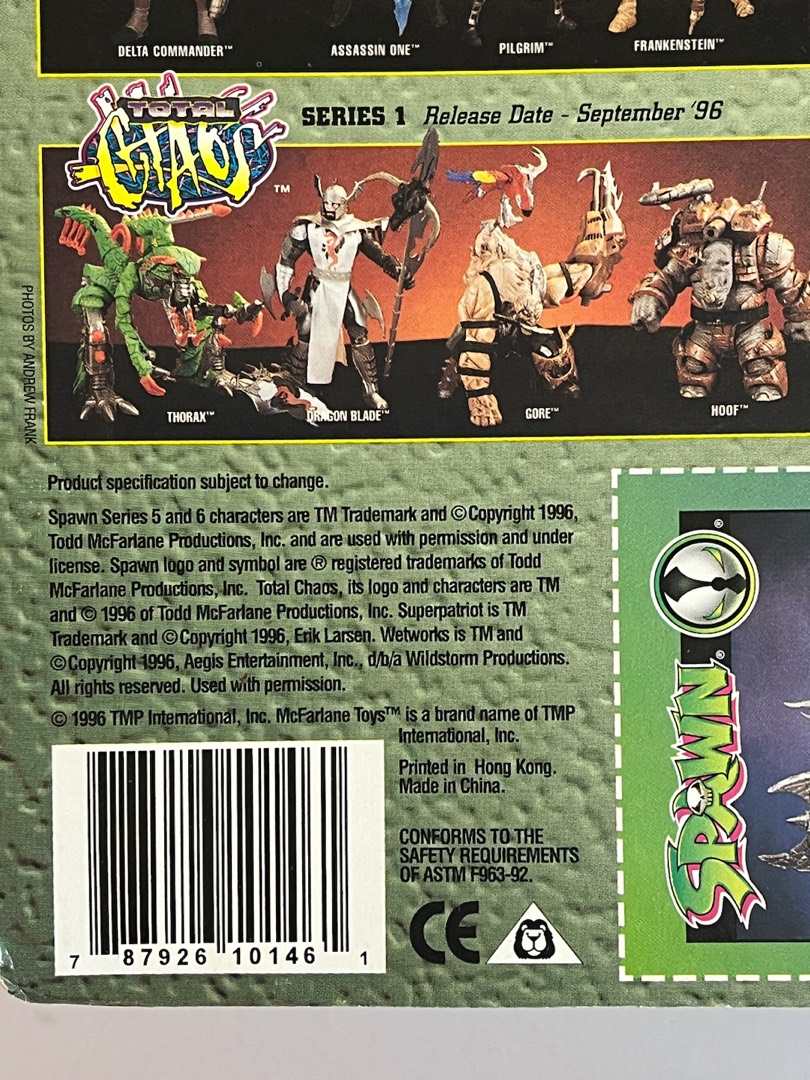 DELTA COMMANDER™ ASSASSIN ONE™ PILGRIM™ FRANKENSTEIN™
TOTAL
CHAOS™
SERIES 1 Release Date - September '96
THORAX™ DRAGON BLADE™ GORE™ HOOF™
PHOTOS BY ANDREW FRANK
Product specification subject to change.
Spawn Series 5 and 6 characters are TM Trademark and ©Copyright 1996,
Todd McFarlane Productions, Inc. and are used with permission and under
license. Spawn logo and symbol are ® registered trademarks of Todd
McFarlane Productions, Inc. Total Chaos, its logo and characters are TM
and © 1996 of Todd McFarlane Productions, Inc. Superpatriot is TM
Trademark and ©Copyright 1996, Erik Larsen. Wetworks is TM and
©Copyright 1996, Aegis Entertainment, Inc., d/b/a Wildstorm Productions.
All rights reserved. Used with permission.
© 1996 TMP International, Inc. McFarlane Toys™ is a brand name of TMP
International, Inc.
Printed in Hong Kong.
Made in China.
CONFORMS TO THE
SAFETY REQUIREMENTS
OF ASTM F963-92.
CE
7 87926 10146 1
®
SPAWN®